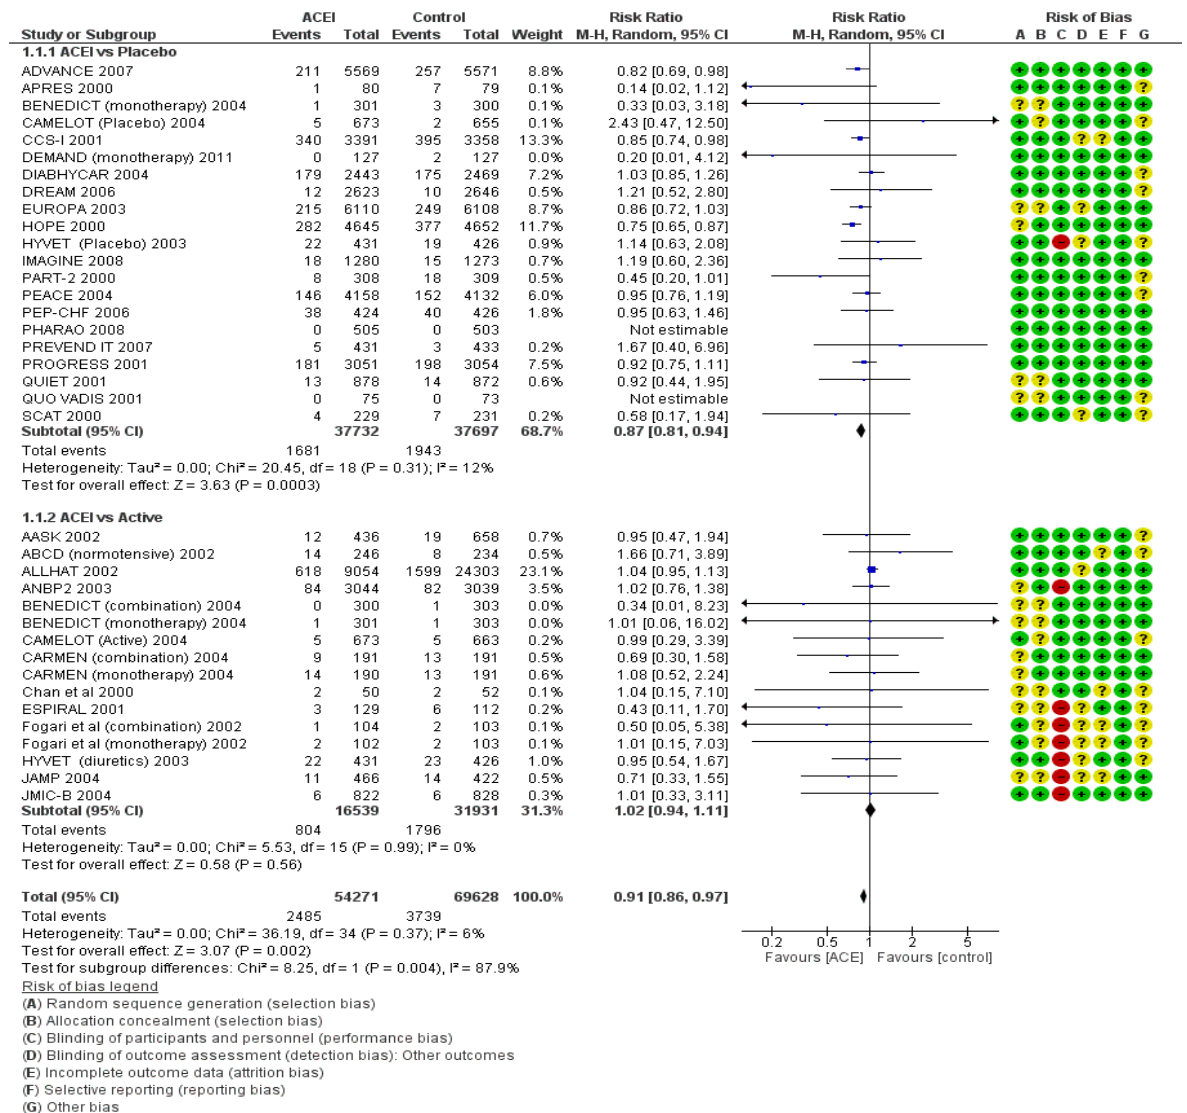 ACEI Control Risk Ratio Risk Ratio Risk of Bias
Study or Subgroup Events Total Events Total Weight M-H, Random, 95% CI M-H, Random, 95% CI A B C D E F G
1.1.1 ACEI vs Placebo
ADVANCE 2007 211 5569 257 5571 8.8% 0.82 [0.69, 0.98] + + + + + + +
APRES 2000 1 80 7 79 0.1% 0.14 [0.02, 1.12] + + + + + + ?
BENEDICT (monotherapy) 2004 1 301 3 300 0.1% 0.33 [0.03, 3.18] ? ? + + + + +
CAMELOT (Placebo) 2004 5 673 2 655 0.1% 2.43 [0.47, 12.50] + ? + + + + ?
CCS-I 2001 340 3391 395 3358 13.3% 0.85 [0.74, 0.98] + + + ? ? + +
DEMAND (monotherapy) 2011 0 127 2 127 0.0% 0.20 [0.01, 4.12] + + + + + + +
DIABHYCAR 2004 179 2443 175 2469 7.2% 1.03 [0.85, 1.26] + + + + + + ?
DREAM 2006 12 2623 10 2646 0.4% 1.21 [0.52, 2.80] + + + + + + ?
EUROPA 2003 215 6110 249 6108 8.7% 0.86 [0.72, 1.03] ? ? + ? + + +
HOPE 2000 282 4645 377 4652 11.7% 0.75 [0.65, 0.87] ? + + + + + +
HYVET (Placebo) 2003 22 431 19 426 0.9% 1.14 [0.63, 2.08] + + − ? + + ?
IMAGINE 2008 18 1280 15 1273 0.6% 1.19 [0.60, 2.36] + + + + + + +
PART-2 2000 8 308 18 309 0.5% 0.45 [0.20, 1.01] + + + + + + ?
PEACE 2004 146 4158 152 4132 6.0% 0.95 [0.76, 1.19] + + + + + + ?
PEP-CHF 2006 38 424 40 426 1.8% 0.95 [0.63, 1.46] + + + + + + +
PHARAO 2008 0 505 0 503 Not estimable + + + + + + +
PREVEND IT 2007 5 431 3 433 0.2% 1.67 [0.40, 6.96] + + + + + + +
PROGRESS 2001 181 3051 198 3054 7.5% 0.92 [0.75, 1.11] + + + + + + +
QUIET 2001 13 878 14 872 0.6% 0.92 [0.44, 1.95] ? ? + + + + +
QUO VADIS 2001 0 75 0 73 Not estimable ? ? + + + + +
SCAT 2000 4 229 7 231 0.2% 0.58 [0.17, 1.94] + + + ? + + ?
Subtotal (95% CI) 37732 37697 68.7% 0.87 [0.81, 0.94]
Total events 1681 1943
Heterogeneity: Tau² = 0.00; Chi² = 20.45, df = 18 (P = 0.31); I² = 12%
Test for overall effect: Z = 3.63 (P = 0.0003)
1.1.2 ACEI vs Active
AASK 2002 12 436 19 658 0.7% 0.95 [0.47, 1.94] + + + + + + ?
ABCD (normotensive) 2002 14 246 8 234 0.5% 1.66 [0.71, 3.89] + + + + ? + ?
ALLHAT 2002 618 9054 1599 24303 23.1% 1.04 [0.95, 1.13] + + + ? + + +
ANBP2 2003 84 3044 82 3039 3.5% 1.02 [0.76, 1.38] ? + − + + + +
BENEDICT (combination) 2004 0 300 1 303 0.0% 0.34 [0.01, 8.23] ? ? + + + + +
BENEDICT (monotherapy) 2004 1 301 1 303 0.0% 1.01 [0.06, 16.02] ? ? + + + + +
CAMELOT (Active) 2004 5 673 5 663 0.2% 0.99 [0.29, 3.39] + ? + + + + ?
CARMEN (combination) 2004 9 191 13 191 0.5% 0.69 [0.30, 1.58] ? + + + + + +
CARMEN (monotherapy) 2004 14 190 13 191 0.6% 1.08 [0.52, 2.24] ? + + + + + +
Chan et al 2000 2 50 2 52 0.1% 1.04 [0.15, 7.10] ? ? + + ? + ?
ESPIRAL 2001 3 129 6 112 0.2% 0.43 [0.11, 1.70] ? ? − ? + + ?
Fogari et al (combination) 2002 1 104 2 103 0.1% 0.50 [0.05, 5.38] + ? − ? ? + ?
Fogari et al (monotherapy) 2002 2 102 2 103 0.1% 1.01 [0.15, 7.03] + ? − ? ? + ?
HYVET (diuretics) 2003 22 431 23 426 1.0% 0.95 [0.54, 1.67] + + − ? + + ?
JAMP 2004 11 466 14 422 0.5% 0.71 [0.33, 1.55] ? ? − ? ? + +
JMIC-B 2004 6 822 6 828 0.3% 1.01 [0.33, 3.11] + + − + + + +
Subtotal (95% CI) 16539 31931 31.3% 1.02 [0.94, 1.11]
Total events 804 1796
Heterogeneity: Tau² = 0.00; Chi² = 5.53, df = 15 (P = 0.99); I² = 0%
Test for overall effect: Z = 0.58 (P = 0.56)
Total (95% CI) 54271 69628 100.0% 0.91 [0.86, 0.97]
Total events 2485 3739
Heterogeneity: Tau² = 0.00; Chi² = 36.19, df = 34 (P = 0.37); I² = 6%
Test for overall effect: Z = 3.07 (P = 0.002)
Test for subgroup differences: Chi² = 8.25, df = 1 (P = 0.004), I² = 87.9%
0.2 0.5 1 2 5
Favours [ACE] Favours [control]
Risk of bias legend
(A) Random sequence generation (selection bias)
(B) Allocation concealment (selection bias)
(C) Blinding of participants and personnel (performance bias)
(D) Blinding of outcome assessment (detection bias): Other outcomes
(E) Incomplete outcome data (attrition bias)
(F) Selective reporting (reporting bias)
(G) Other bias